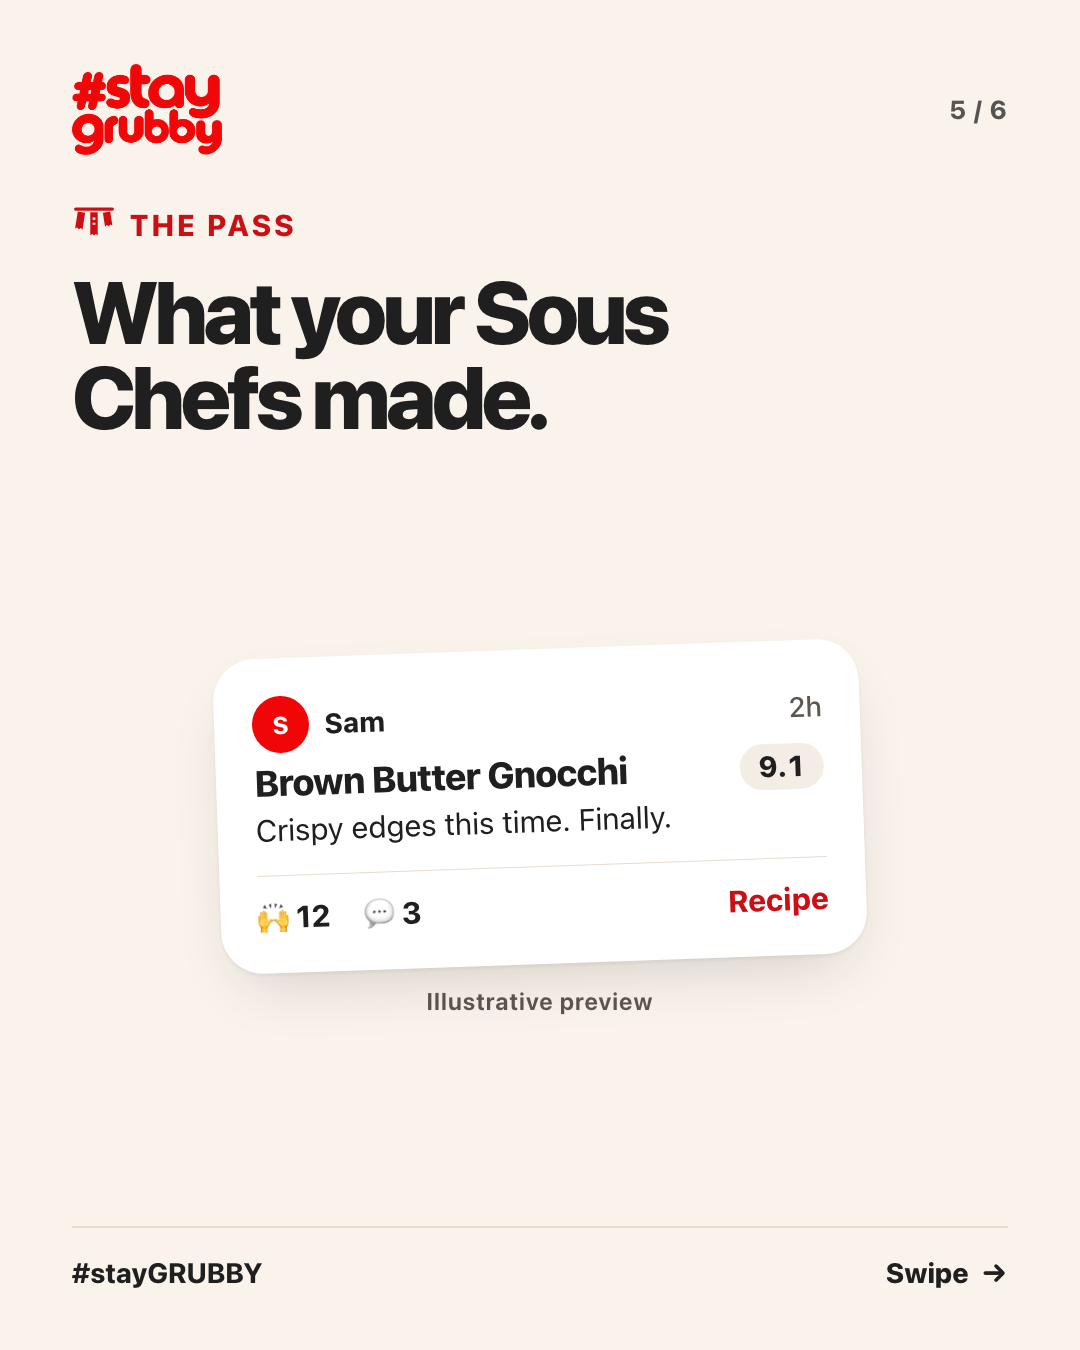 #stay
grubby
5 / 6
THE PASS
What your Sous
Chefs made.
S
Sam
2h
Brown Butter Gnocchi
9.1
Crispy edges this time. Finally.
🙌 12
💬 3
Recipe
Illustrative preview
#stayGRUBBY
Swipe →